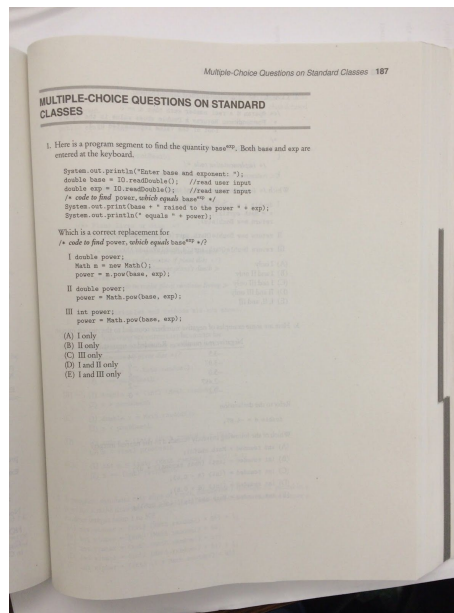 Multiple-Choice Questions on Standard Classes 187
MULTIPLE-CHOICE QUESTIONS ON STANDARD
CLASSES
1. Here is a program segment to find the quantity base^exp. Both base and exp are
entered at the keyboard.
System.out.println("Enter base and exponent: ");
double base = IO.readDouble(); //read user input
double exp = IO.readDouble(); //read user input
/* code to find power, which equals base^exp */
System.out.print(base + " raised to the power " + exp);
System.out.println(" equals " + power);
Which is a correct replacement for
/* code to find power, which equals base^exp */?
I double power;
Math m = new Math();
power = m.pow(base, exp);
II double power;
power = Math.pow(base, exp);
III int power;
power = Math.pow(base, exp);
(A) I only
(B) II only
(C) III only
(D) I and II only
(E) I and III only